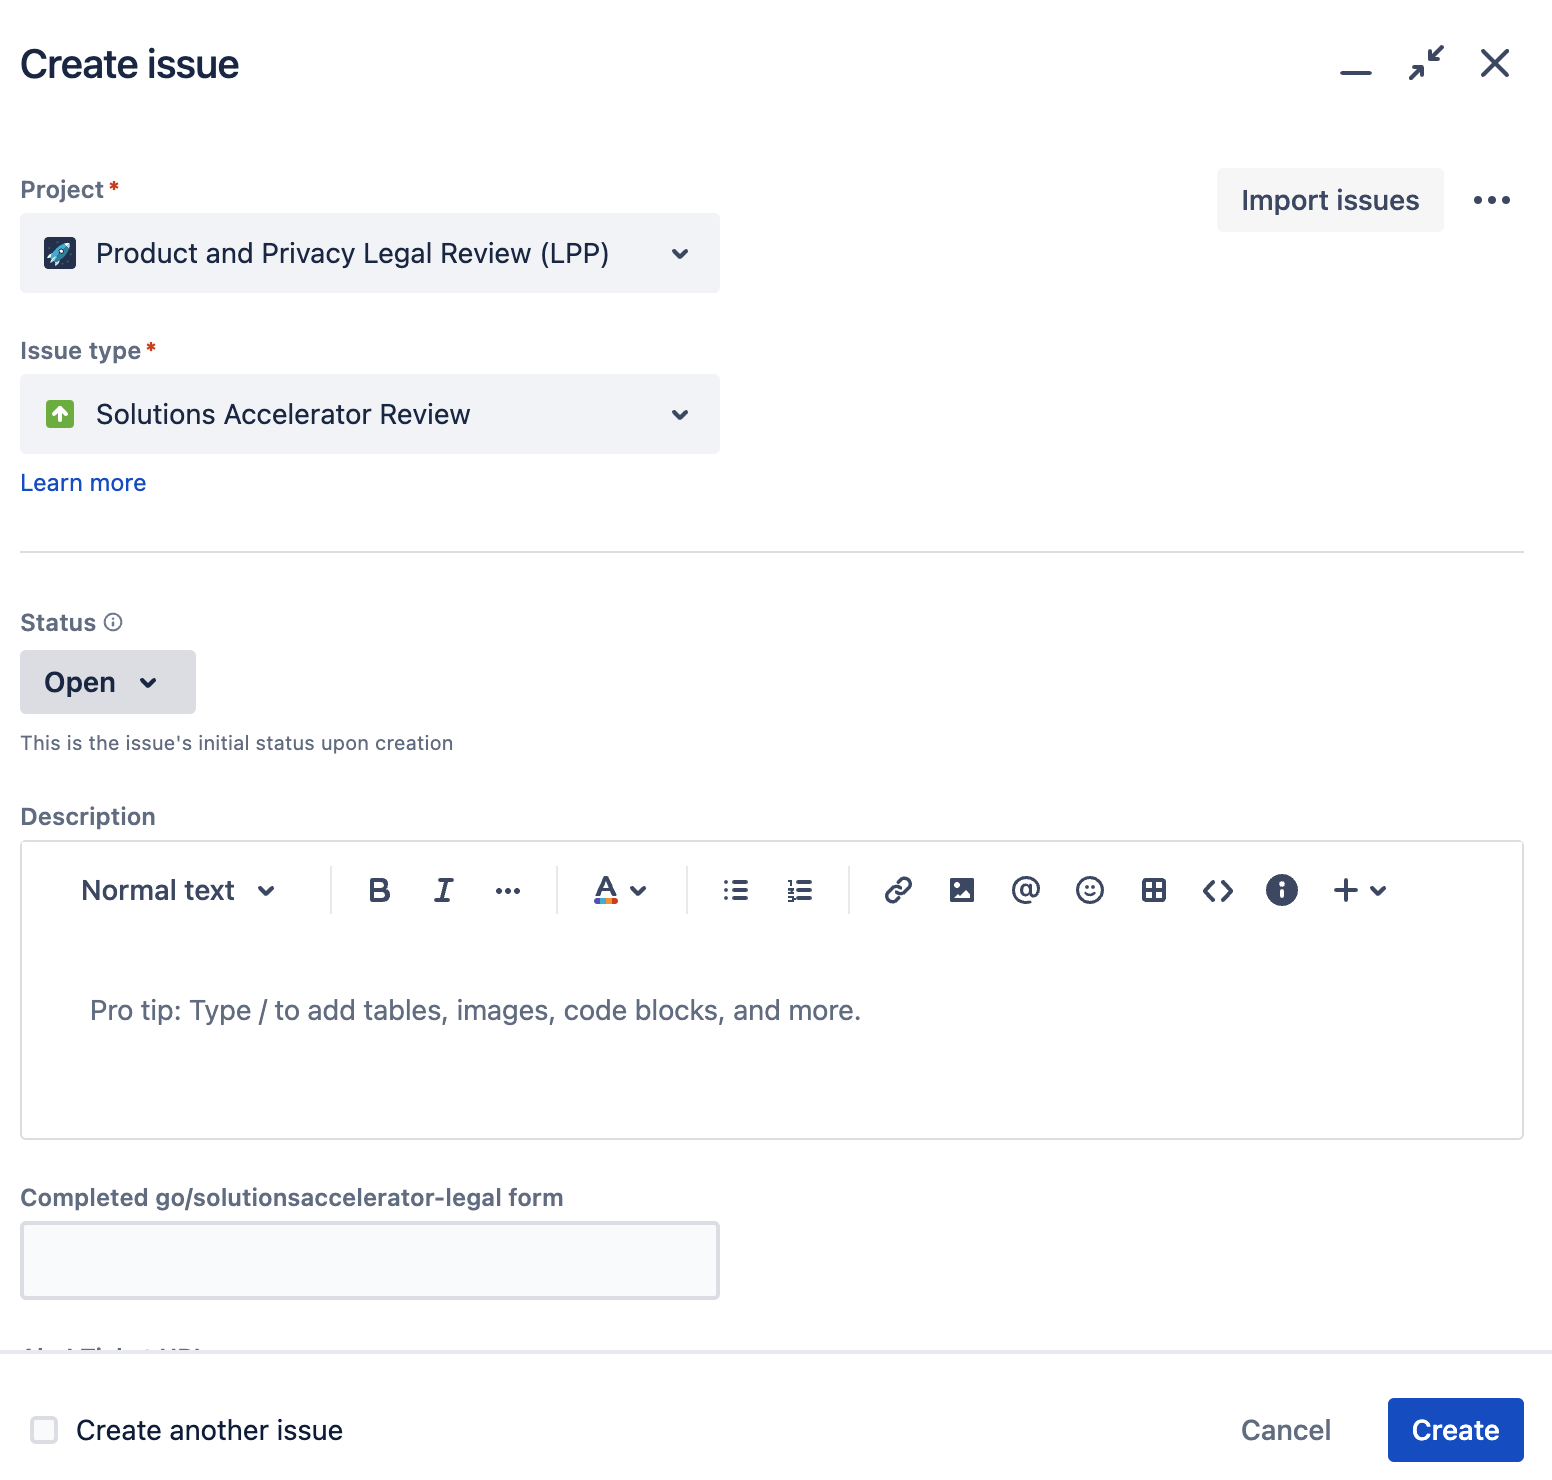 Create issue
Project *
Import issues
Product and Privacy Legal Review (LPP)
Issue type *
Solutions Accelerator Review
Learn more
Status
Open
This is the issue's initial status upon creation
Description
Normal text B I A @
Pro tip: Type / to add tables, images, code blocks, and more.
Completed go/solutionsaccelerator-legal form
Create another issue
Cancel
Create